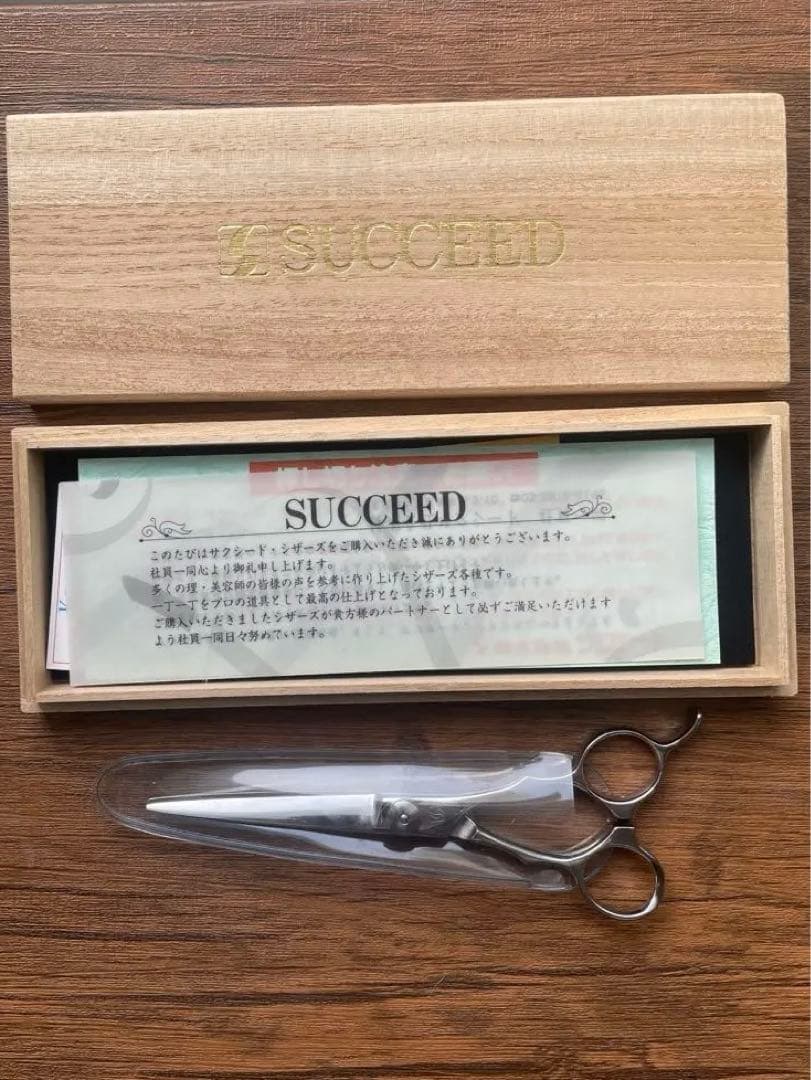 SUCCEED
SUCCEED
このたびはサクシード・シザーズをご購入いただき誠にありがとうございます。
社員一同心より御礼申し上げます。
多くの理・美容師の皆様の声を参考に作り上げたシザーズ各種です。
一丁一丁をプロの道具として最高の仕上げとなっております。
ご購入いただきましたシザーズが貴方様のパートナーとして必ずご満足いただけます
よう社員一同日々努めています。